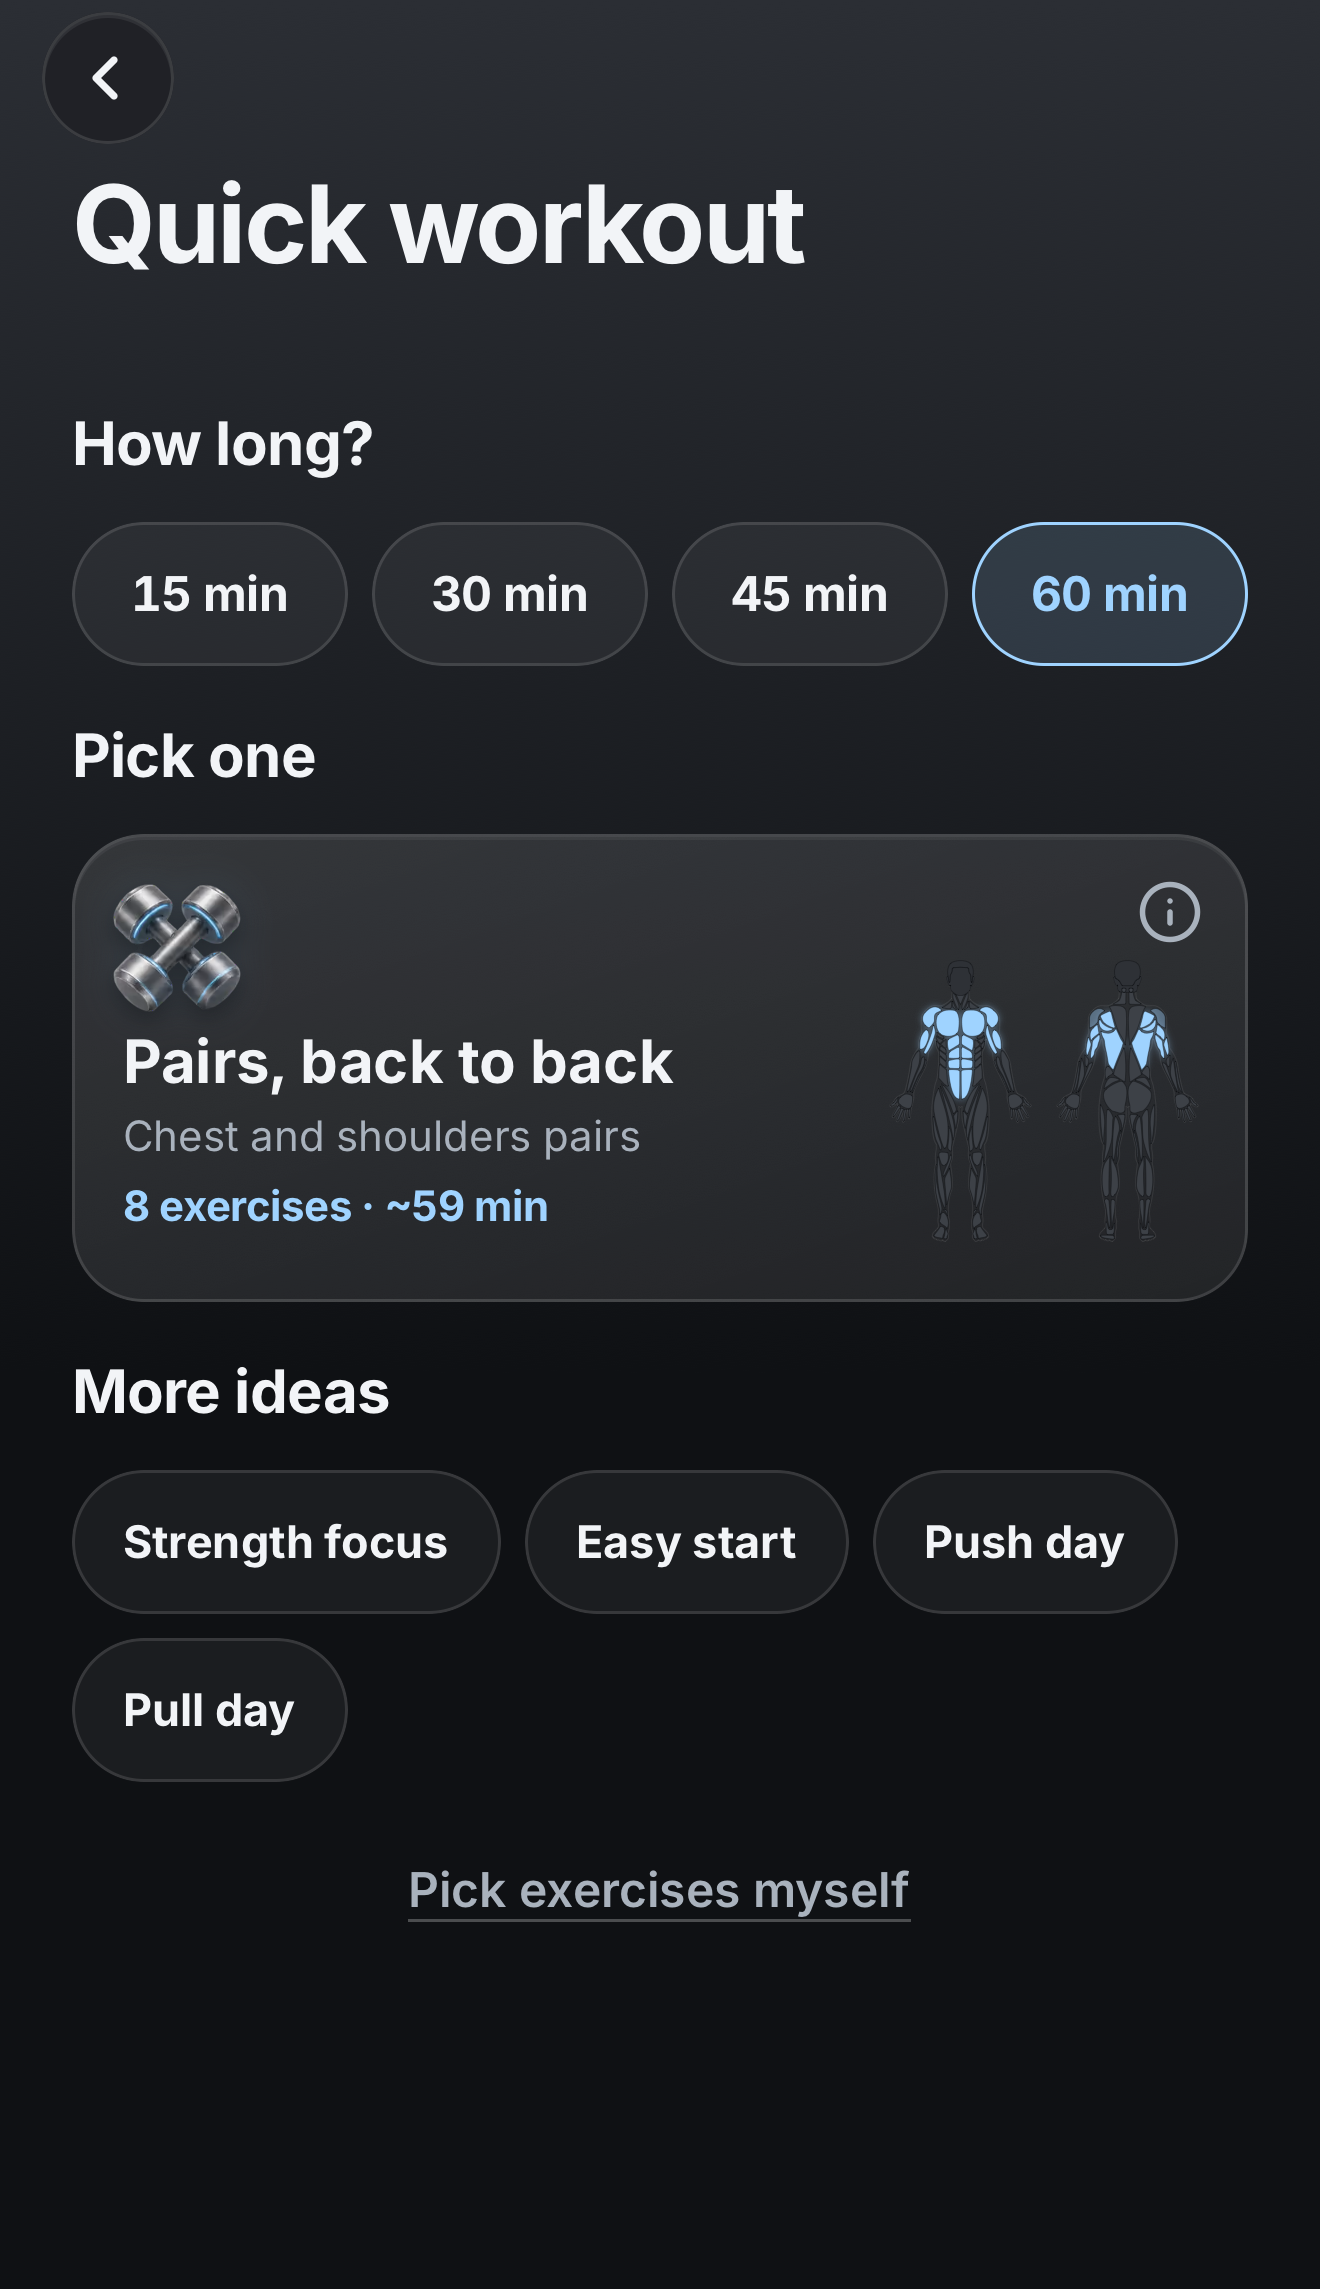 Quick workout
How long?
15 min 30 min 45 min 60 min
Pick one
Pairs, back to back
Chest and shoulders pairs
8 exercises · ~59 min
More ideas
Strength focus Easy start Push day
Pull day
Pick exercises myself